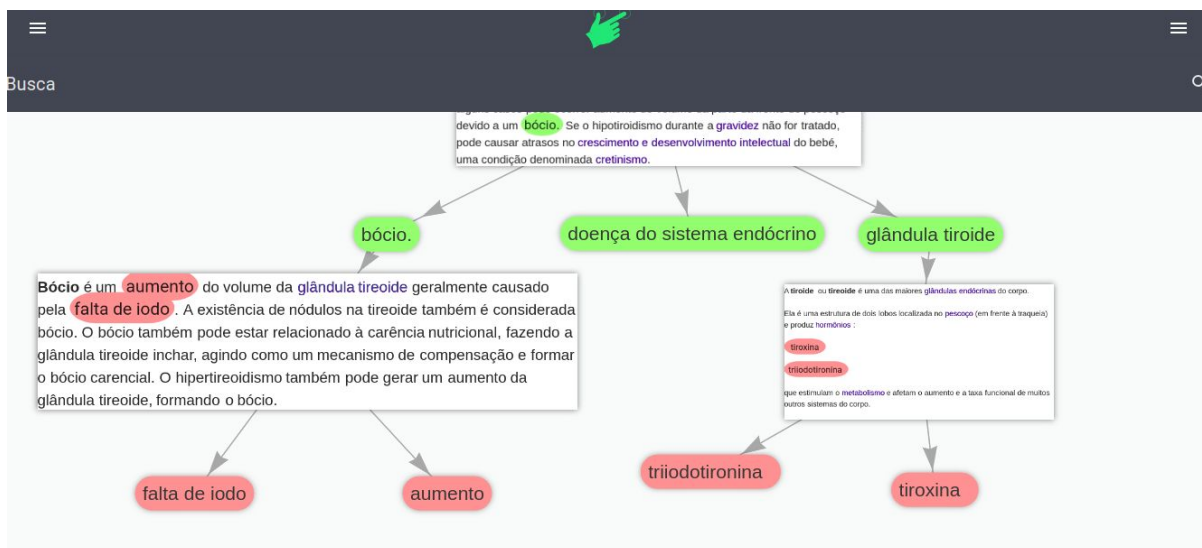 Busca
devido a um bócio. Se o hipotiroidismo durante a gravidez não for tratado,
pode causar atrasos no crescimento e desenvolvimento intelectual do bebé,
uma condição denominada cretinismo.
bócio.
doença do sistema endócrino
glândula tiroide
Bócio é um aumento do volume da glândula tireoide geralmente causado
pela falta de iodo. A existência de nódulos na tireoide também é considerada
bócio. O bócio também pode estar relacionado à carência nutricional, fazendo a
glândula tireoide inchar, agindo como um mecanismo de compensação e formar
o bócio carencial. O hipertireoidismo também pode gerar um aumento da
glândula tireoide, formando o bócio.
A tiroide ou tireoide é uma das maiores glândulas endócrinas do corpo.
Ela é uma estrutura de dois lobos localizada no pescoço (em frente à traqueia)
e produz hormônios :
tiroxina
triiodotironina
que estimulam o metabolismo e afetam o aumento e a taxa funcional de muitos
outros sistemas do corpo.
falta de iodo
aumento
triiodotironina
tiroxina